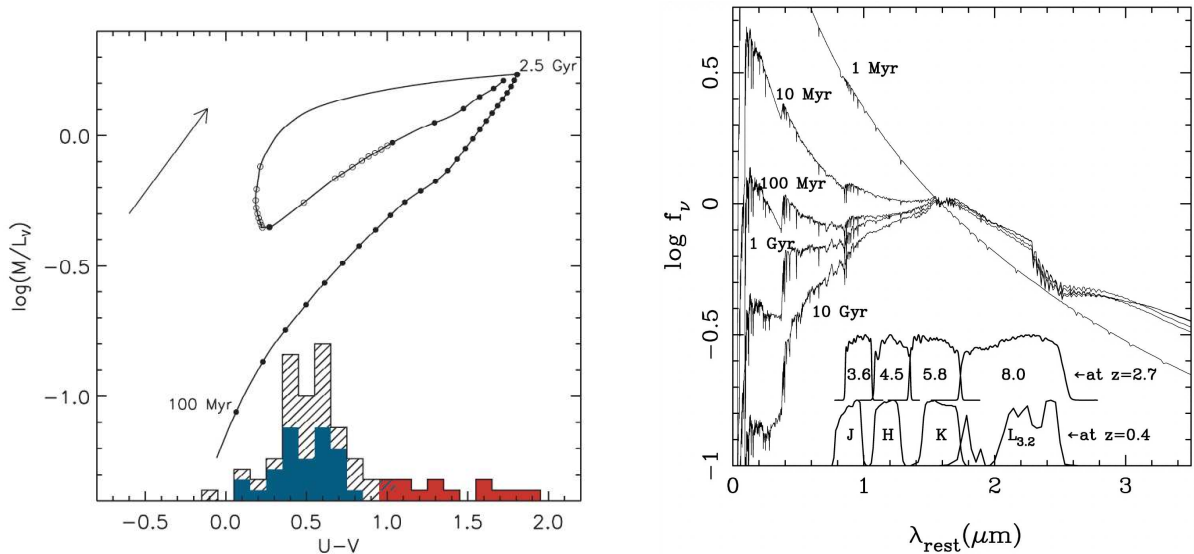 2.5 Gyr
100 Myr
0.0
−0.5
−1.0
log(M/L_V)
−0.5
0.0
0.5
1.0
1.5
2.0
U−V
1 Myr
10 Myr
100 Myr
1 Gyr
10 Gyr
3.6
4.5
5.8
8.0
←at z=2.7
J
H
K
L_3.2
←at z=0.4
0.5
0
−0.5
−1
log f_ν
0
1
2
3
λ_rest(μm)